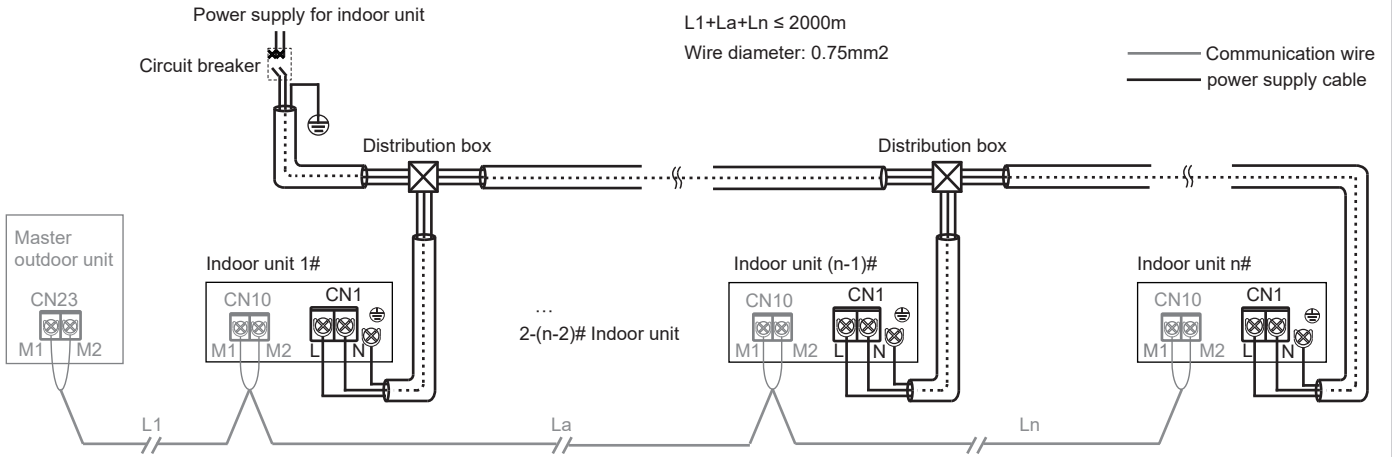 Power supply for indoor unit
L1+La+Ln ≤ 2000m
Wire diameter: 0.75mm2
Communication wire
power supply cable
Circuit breaker
Distribution box
Distribution box
Master
outdoor unit
CN23
M1 M2
Indoor unit 1#
CN10 CN1
M1 M2 L N
...
2-(n-2)# Indoor unit
Indoor unit (n-1)#
CN10 CN1
M1 M2 L N
Indoor unit n#
CN10 CN1
M1 M2 L N
L1 La Ln